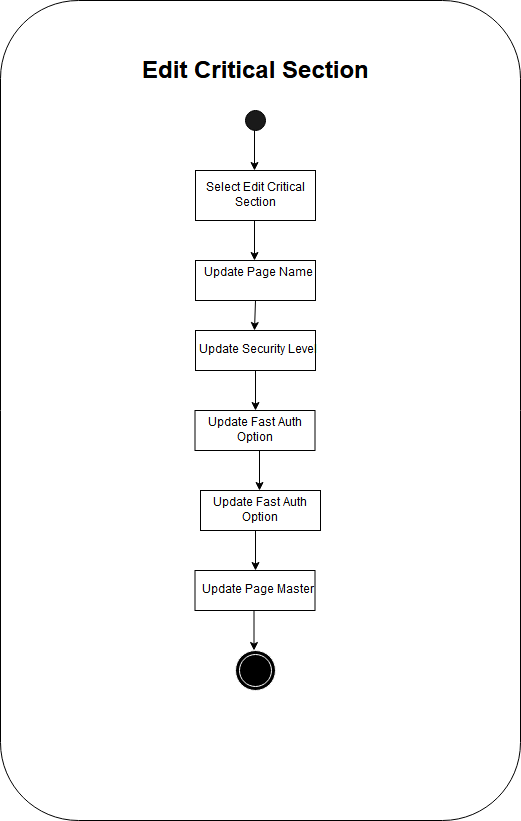 Edit Critical Section
Select Edit Critical
Section
Update Page Name
Update Security Level
Update Fast Auth
Option
Update Fast Auth
Option
Update Page Master